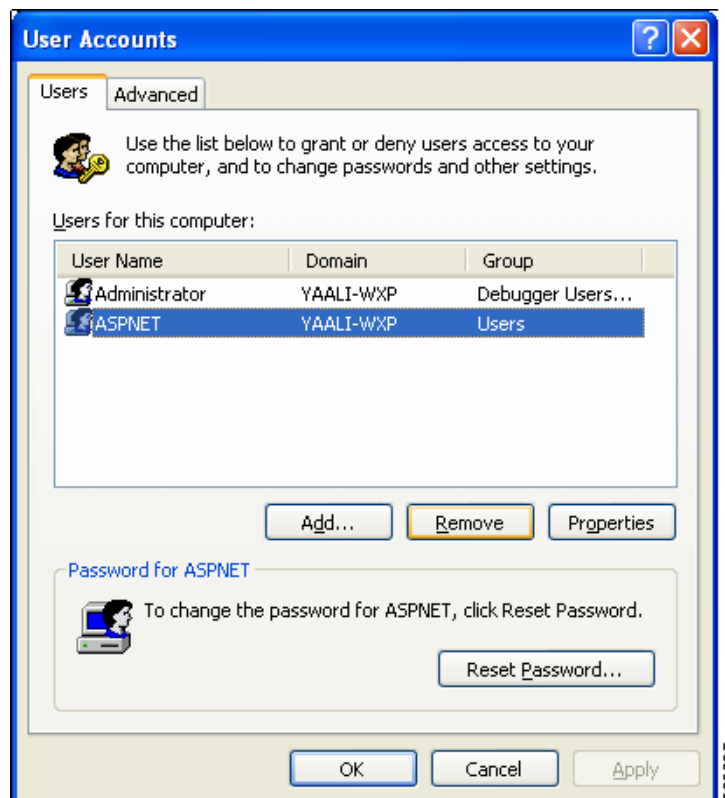 User Accounts
Users Advanced
Use the list below to grant or deny users access to your
computer, and to change passwords and other settings.
Users for this computer:
User Name Domain Group
Administrator YAALI-WXP Debugger Users...
ASPNET YAALI-WXP Users
Add... Remove Properties
Password for ASPNET
To change the password for ASPNET, click Reset Password.
Reset Password...
OK Cancel Apply